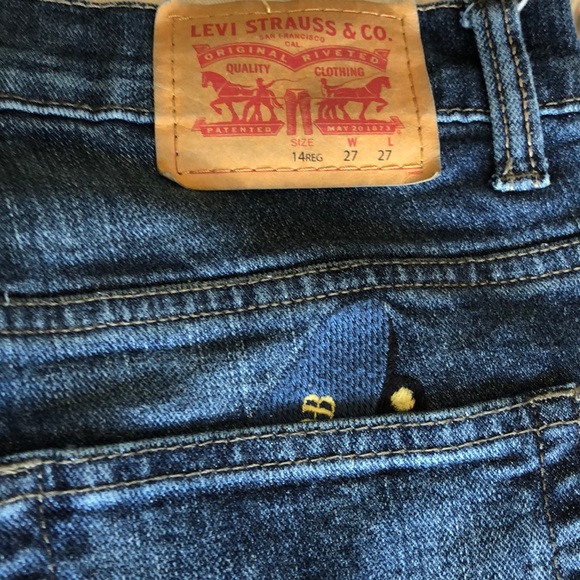 LEVI STRAUSS & CO.
SAN FRANCISCO
CAL.
ORIGINAL RIVETED
QUALITY CLOTHING
PATENTED MAY 20 1873
SIZE W L
14REG 27 27
B